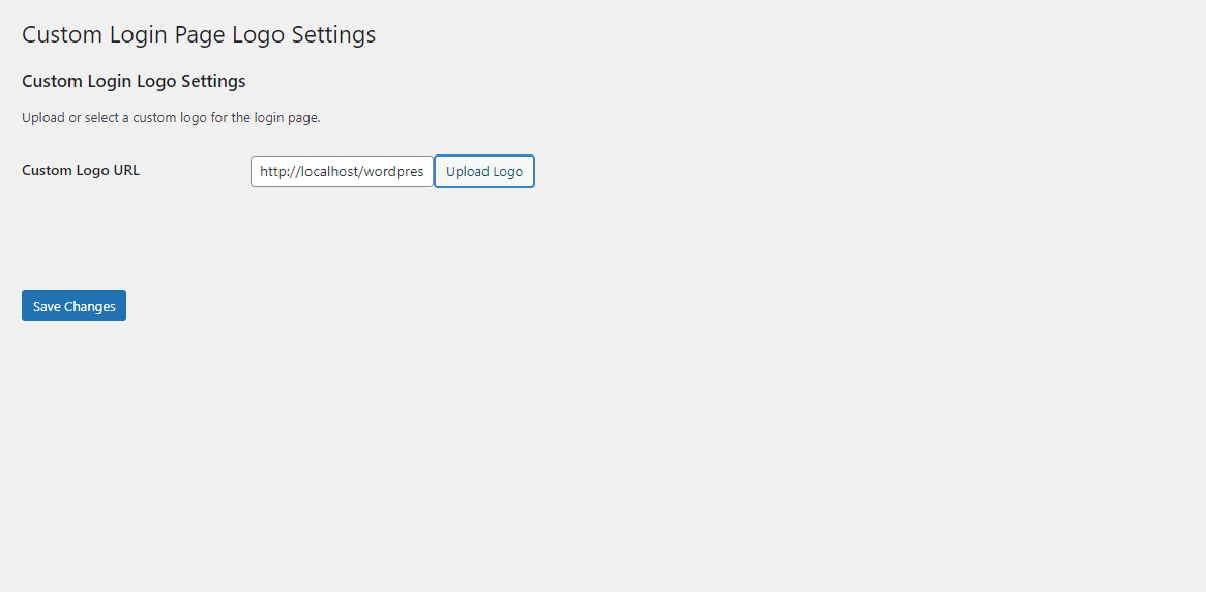 Custom Login Page Logo Settings
Custom Login Logo Settings
Upload or select a custom logo for the login page.
Custom Logo URL http://localhost/wordpres Upload Logo
Save Changes